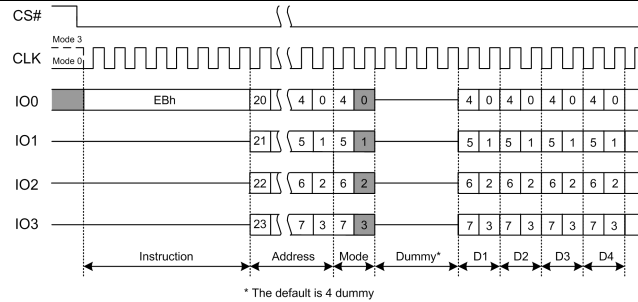 CS#
Mode 3
CLK
Mode 0
IO0 EBh 20 4 0 4 0 4 0 4 0 4 0 4 0
IO1 21 5 1 5 1 5 1 5 1 5 1 5 1
IO2 22 6 2 6 2 6 2 6 2 6 2 6 2
IO3 23 7 3 7 3 7 3 7 3 7 3 7 3
Instruction Address Mode Dummy* D1 D2 D3 D4
* The default is 4 dummy